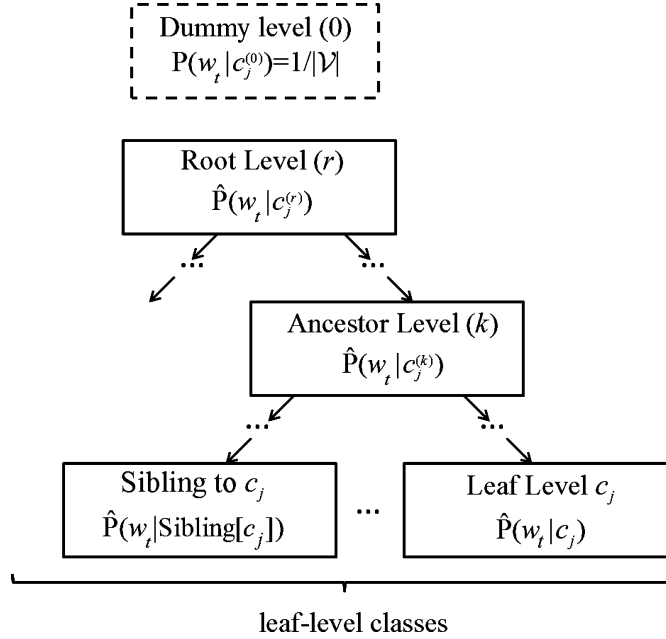 Dummy level (0)
P(w_t|c_j^(0))=1/|𝒱|
Root Level (r)
P̂(w_t|c_j^(r))
... ...
Ancestor Level (k)
P̂(w_t|c_j^(k))
... ...
Sibling to c_j
P̂(w_t|Sibling[c_j])
...
Leaf Level c_j
P̂(w_t|c_j)
leaf-level classes